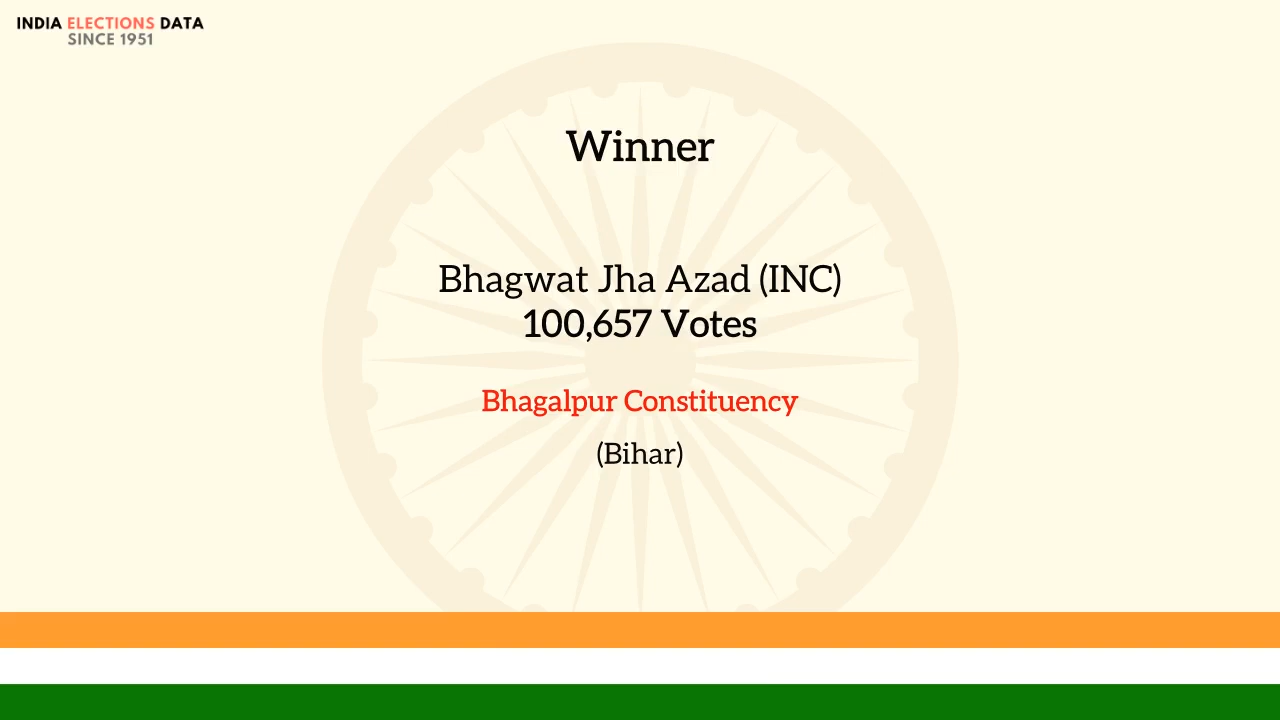 INDIA ELECTIONS DATA
SINCE 1951
Winner
Bhagwat Jha Azad (INC)
100,657 Votes
Bhagalpur Constituency
(Bihar)